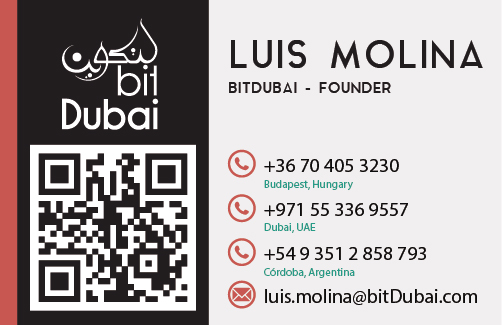 بتكوين
bit
Dubai
LUIS MOLINA
BITDUBAI - FOUNDER
+36 70 405 3230
Budapest, Hungary
+971 55 336 9557
Dubai, UAE
+54 9 351 2 858 793
Córdoba, Argentina
luis.molina@bitDubai.com